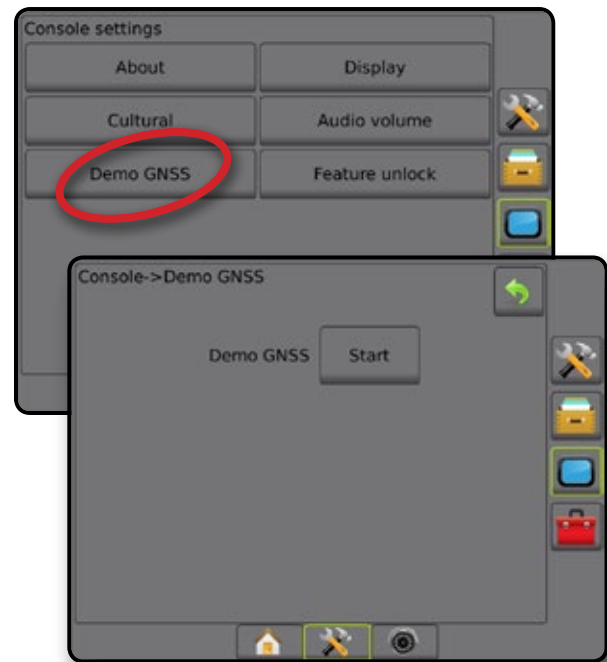 Console settings
About Display
Cultural Audio volume
Demo GNSS Feature unlock
Console->Demo GNSS
Demo GNSS Start